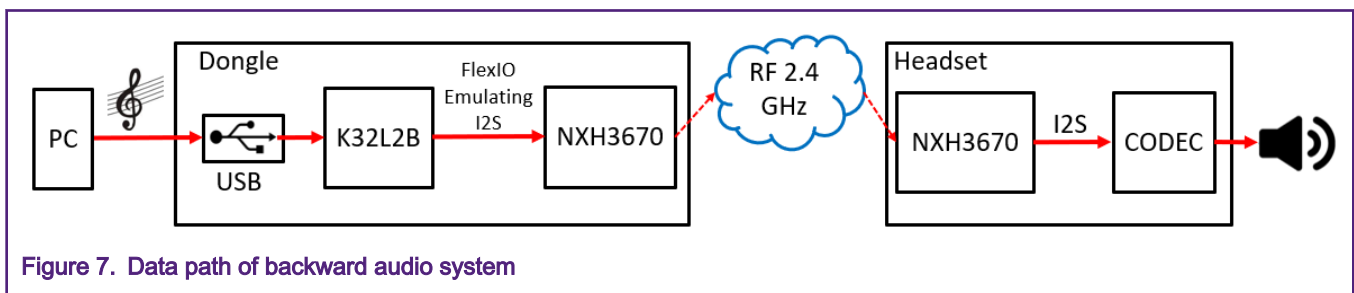 PC
Dongle
USB
K32L2B
FlexIO
Emulating
I2S
NXH3670
RF 2.4
GHz
Headset
NXH3670
I2S
CODEC
Figure 7. Data path of backward audio system